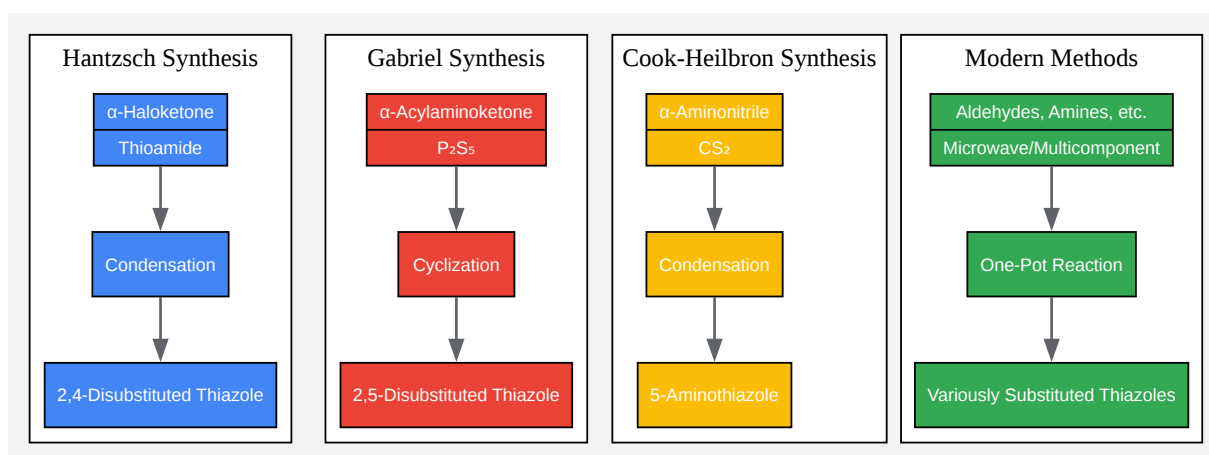 Hantzsch Synthesis
α-Haloketone
Thioamide
Condensation
2,4-Disubstituted Thiazole
Gabriel Synthesis
α-Acylaminoketone
P₂S₅
Cyclization
2,5-Disubstituted Thiazole
Cook-Heilbron Synthesis
α-Aminonitrile
CS₂
Condensation
5-Aminothiazole
Modern Methods
Aldehydes, Amines, etc.
Microwave/Multicomponent
One-Pot Reaction
Variously Substituted Thiazoles